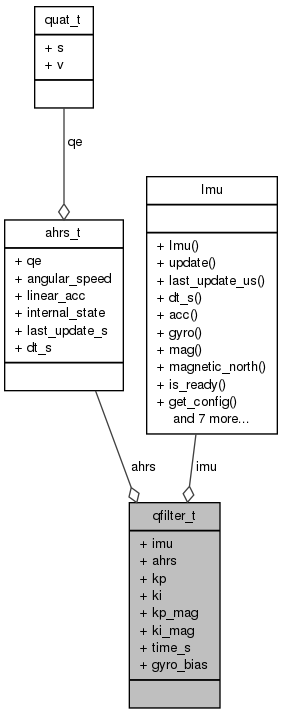 quat_t
+ s
+ v
qe
ahrs_t
+ qe
+ angular_speed
+ linear_acc
+ internal_state
+ last_update_s
+ dt_s
Imu
+ Imu()
+ update()
+ last_update_us()
+ dt_s()
+ acc()
+ gyro()
+ mag()
+ magnetic_north()
+ is_ready()
+ get_config()
and 7 more...
ahrs
imu
qfilter_t
+ imu
+ ahrs
+ kp
+ ki
+ kp_mag
+ ki_mag
+ time_s
+ gyro_bias